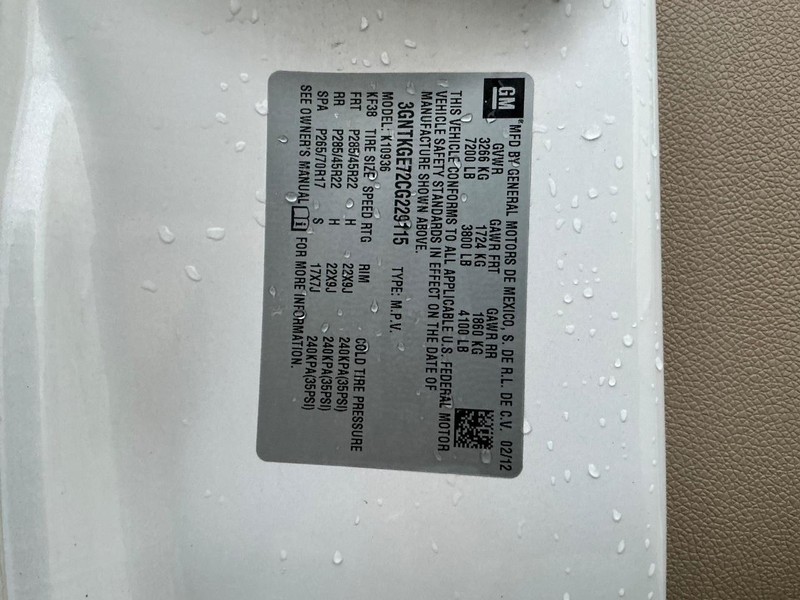 GM
MFD BY GENERAL MOTORS DE MEXICO, S. DE R.L. DE C.V. 02/12
GVWR GAWR FRT GAWR RR
3266 KG 1724 KG 1860 KG
7200 LB 3800 LB 4100 LB
THIS VEHICLE CONFORMS TO ALL APPLICABLE U.S. FEDERAL MOTOR
VEHICLE SAFETY STANDARDS IN EFFECT ON THE DATE OF
MANUFACTURE SHOWN ABOVE.
3GNTKGE72CG229115 TYPE: M.P.V.
MODEL: K10936
KF38 TIRE SIZE SPEED RTG RIM COLD TIRE PRESSURE
FRT P285/45R22 H 22X9J 240KPA(35PSI)
RR P285/45R22 H 22X9J 240KPA(35PSI)
SPA P265/70R17 S 17X7J 240KPA(35PSI)
SEE OWNER'S MANUAL FOR MORE INFORMATION.